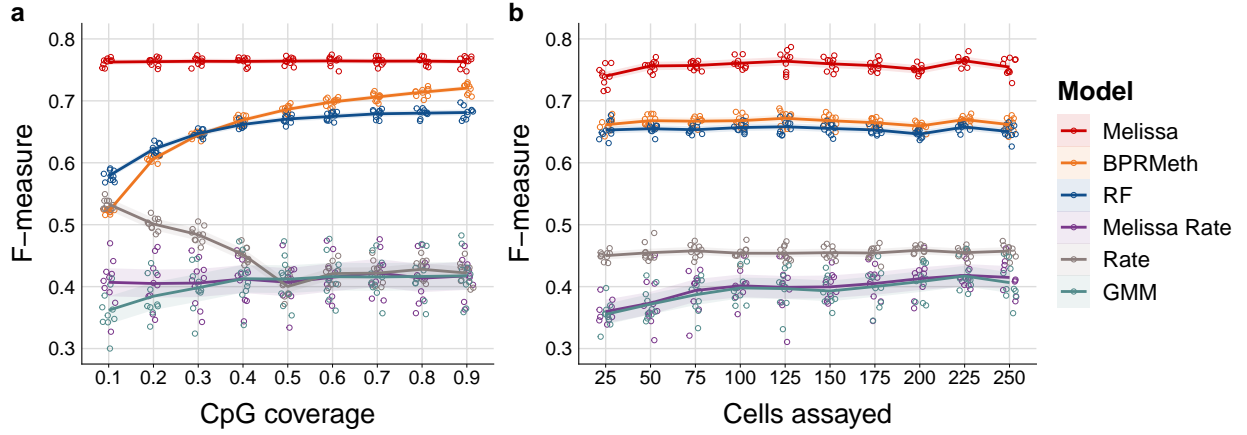 a
b
F−measure
0.8
0.7
0.6
0.5
0.4
0.3
0.1 0.2 0.3 0.4 0.5 0.6 0.7 0.8 0.9
CpG coverage
F−measure
0.8
0.7
0.6
0.5
0.4
0.3
25 50 75 100 125 150 175 200 225 250
Cells assayed
Model
Melissa
BPRMeth
RF
Melissa Rate
Rate
GMM